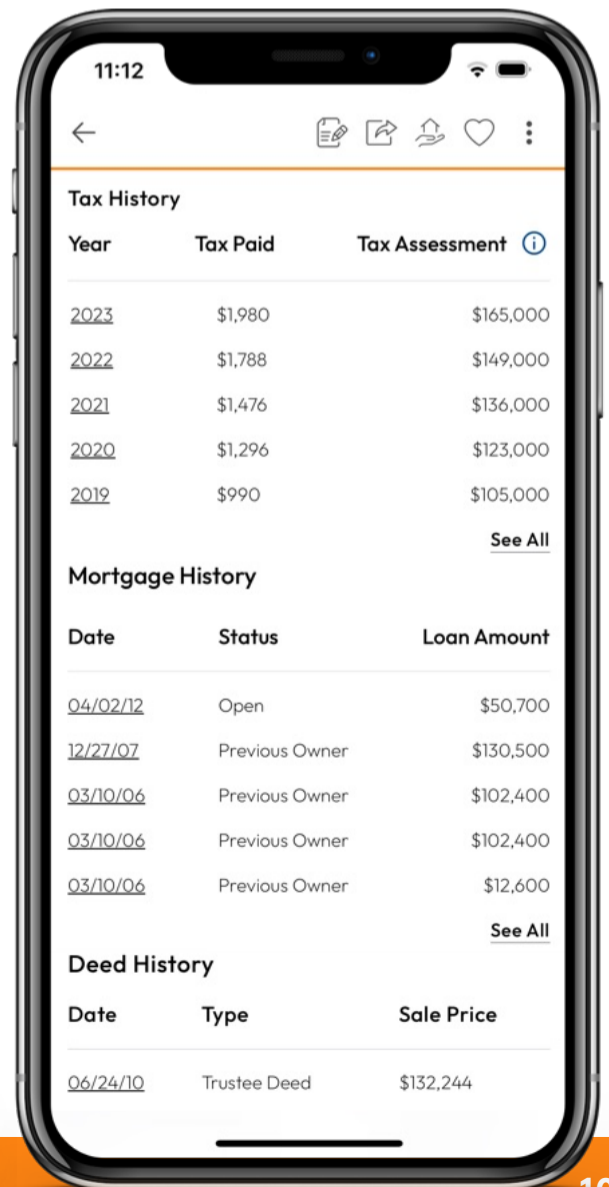 11:12
Tax History
Year Tax Paid Tax Assessment
2023 $1,980 $165,000
2022 $1,788 $149,000
2021 $1,476 $136,000
2020 $1,296 $123,000
2019 $990 $105,000
See All
Mortgage History
Date Status Loan Amount
04/02/12 Open $50,700
12/27/07 Previous Owner $130,500
03/10/06 Previous Owner $102,400
03/10/06 Previous Owner $102,400
03/10/06 Previous Owner $12,600
See All
Deed History
Date Type Sale Price
06/24/10 Trustee Deed $132,244